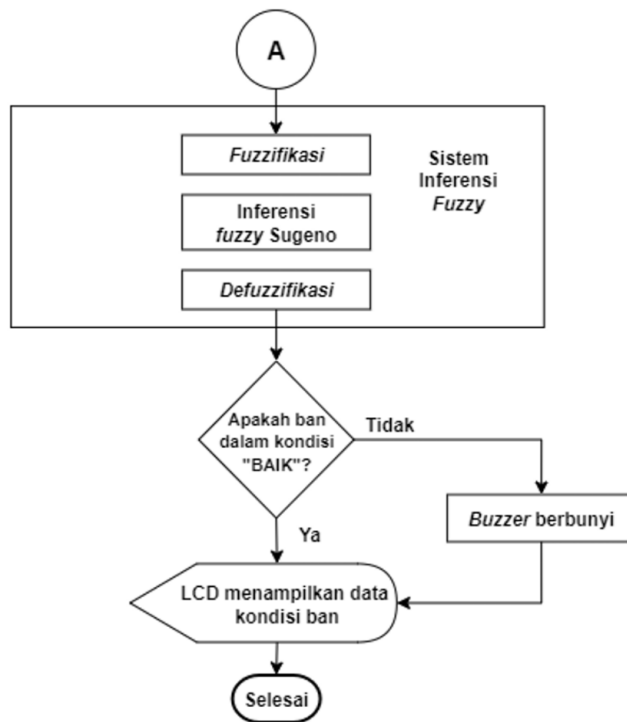 A
Fuzzifikasi
Sistem
Inferensi
Fuzzy
Inferensi
fuzzy Sugeno
Defuzzifikasi
Apakah ban
dalam kondisi
"BAIK"?
Tidak
Buzzer berbunyi
Ya
LCD menampilkan data
kondisi ban
Selesai